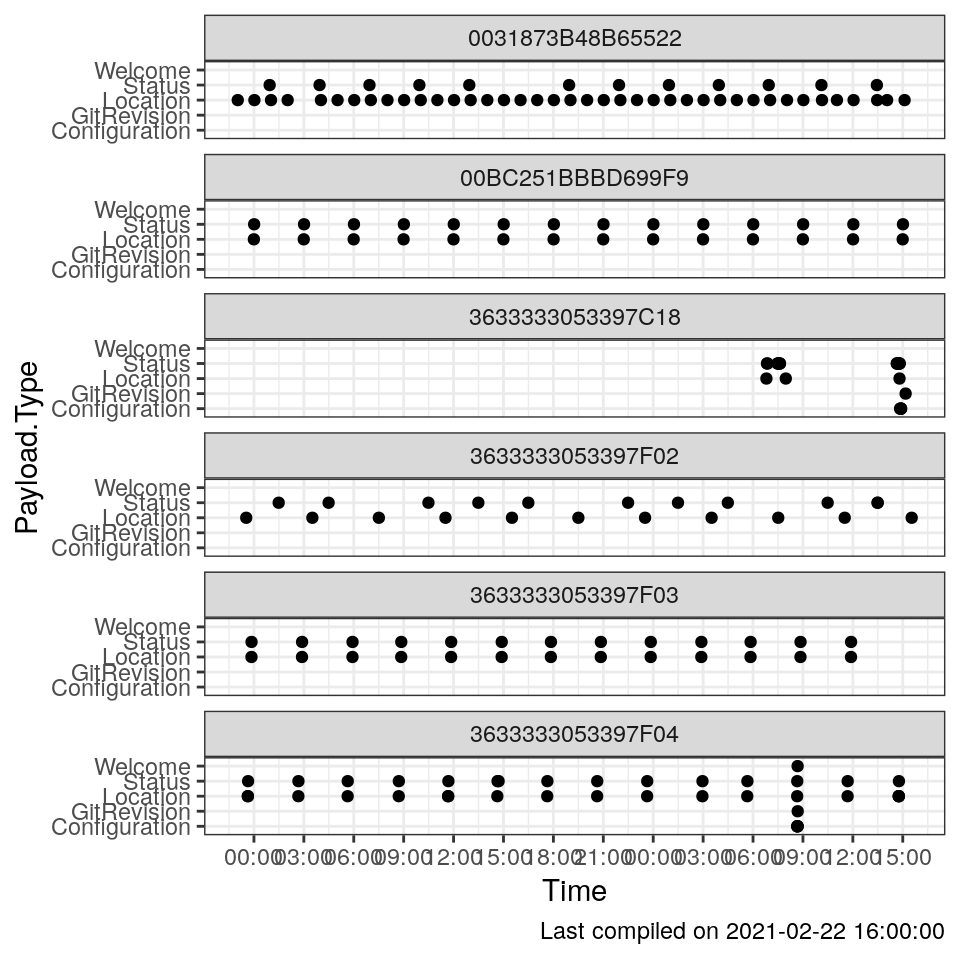 0031873B48B65522
Welcome
Status
Location
GitRevision
Configuration
00BC251BBBD699F9
Welcome
Status
Location
GitRevision
Configuration
3633333053397C18
Welcome
Status
Location
GitRevision
Configuration
Payload.Type
3633333053397F02
Welcome
Status
Location
GitRevision
Configuration
3633333053397F03
Welcome
Status
Location
GitRevision
Configuration
3633333053397F04
Welcome
Status
Location
GitRevision
Configuration
00:00 03:00 06:00 09:00 12:00 15:00 18:00 21:00 00:00 03:00 06:00 09:00 12:00 15:00
Time
Last compiled on 2021-02-22 16:00:00